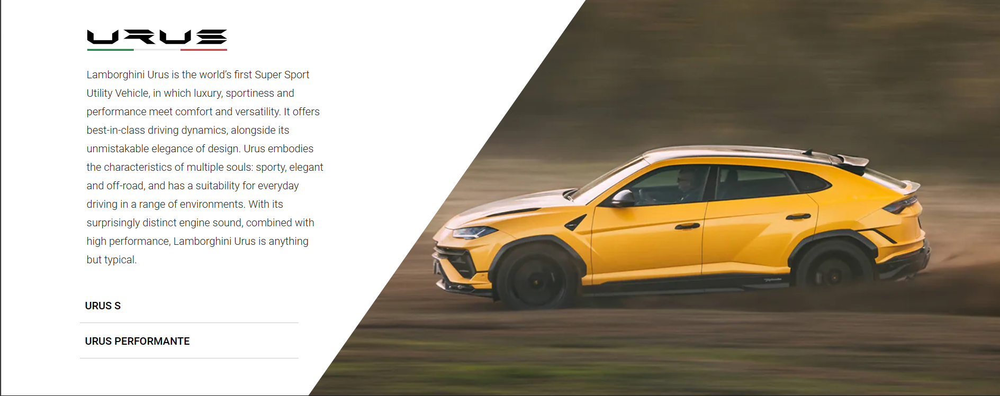 URUS
Lamborghini Urus is the world’s first Super Sport
Utility Vehicle, in which luxury, sportiness and
performance meet comfort and versatility. It offers
best-in-class driving dynamics, alongside its
unmistakable elegance of design. Urus embodies
the characteristics of multiple souls: sporty, elegant
and off-road, and has a suitability for everyday
driving in a range of environments. With its
surprisingly distinct engine sound, combined with
high performance, Lamborghini Urus is anything
but typical.
URUS S
URUS PERFORMANTE